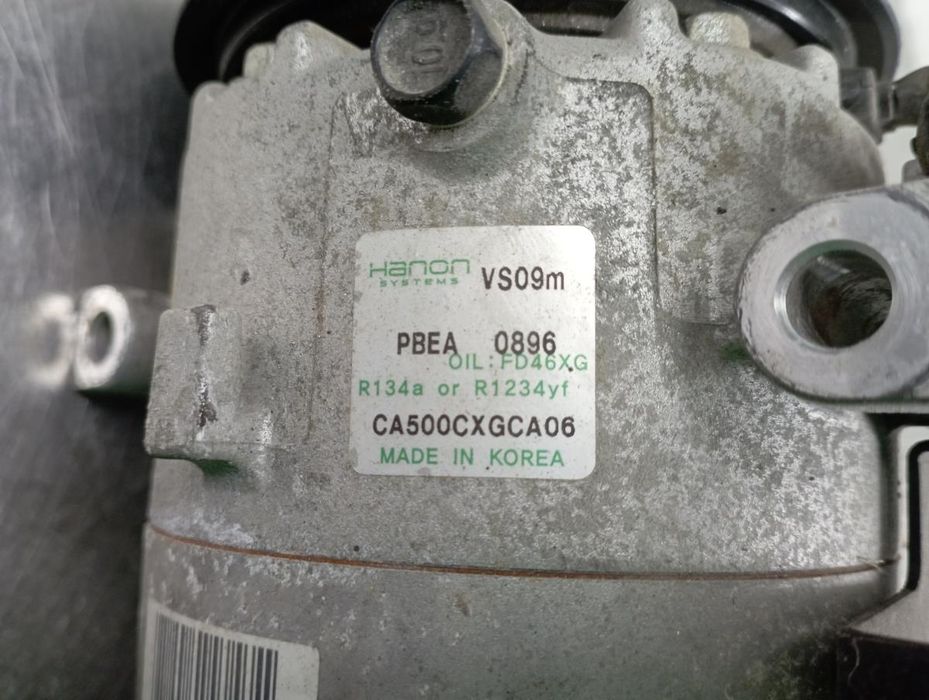 Hanon SYSTEMS VS09m
PBEA 0896
OIL: FD46XG
R134a or R1234yf
CA500CXGCA06
MADE IN KOREA